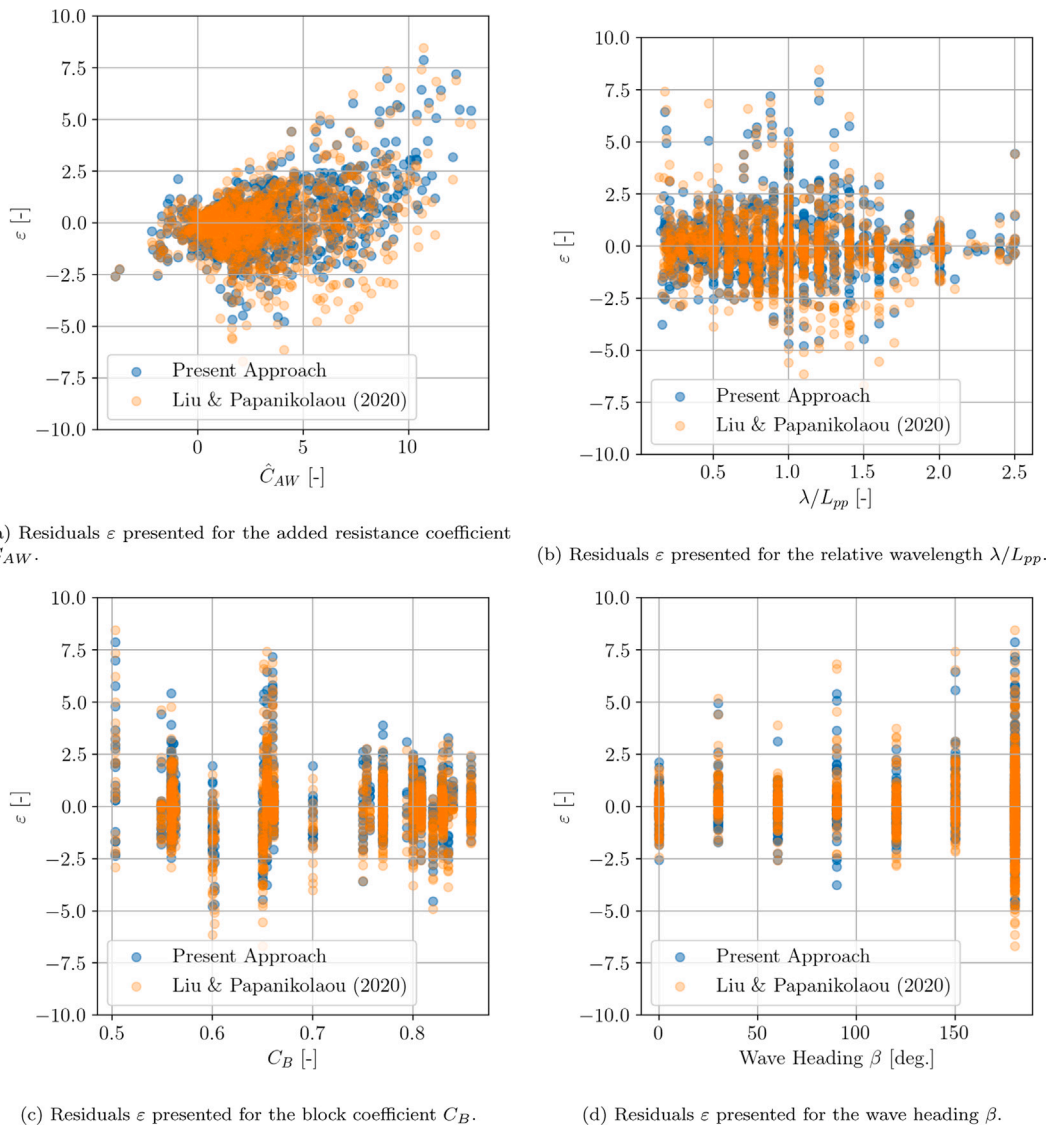 10.0
7.5
5.0
2.5
0.0
−2.5
−5.0
−7.5
−10.0
ε [-]
Present Approach
Liu & Papanikolaou (2020)
0 5 10
Ĉ_AW [-]
a) Residuals ε presented for the added resistance coefficient
C_AW.
10.0
7.5
5.0
2.5
0.0
−2.5
−5.0
−7.5
−10.0
ε [-]
Present Approach
Liu & Papanikolaou (2020)
0.5 1.0 1.5 2.0 2.5
λ/L_pp [-]
(b) Residuals ε presented for the relative wavelength λ/L_pp.
10.0
7.5
5.0
2.5
0.0
−2.5
−5.0
−7.5
−10.0
ε [-]
Present Approach
Liu & Papanikolaou (2020)
0.5 0.6 0.7 0.8
C_B [-]
(c) Residuals ε presented for the block coefficient C_B.
10.0
7.5
5.0
2.5
0.0
−2.5
−5.0
−7.5
−10.0
ε [-]
Present Approach
Liu & Papanikolaou (2020)
0 50 100 150
Wave Heading β [deg.]
(d) Residuals ε presented for the wave heading β.